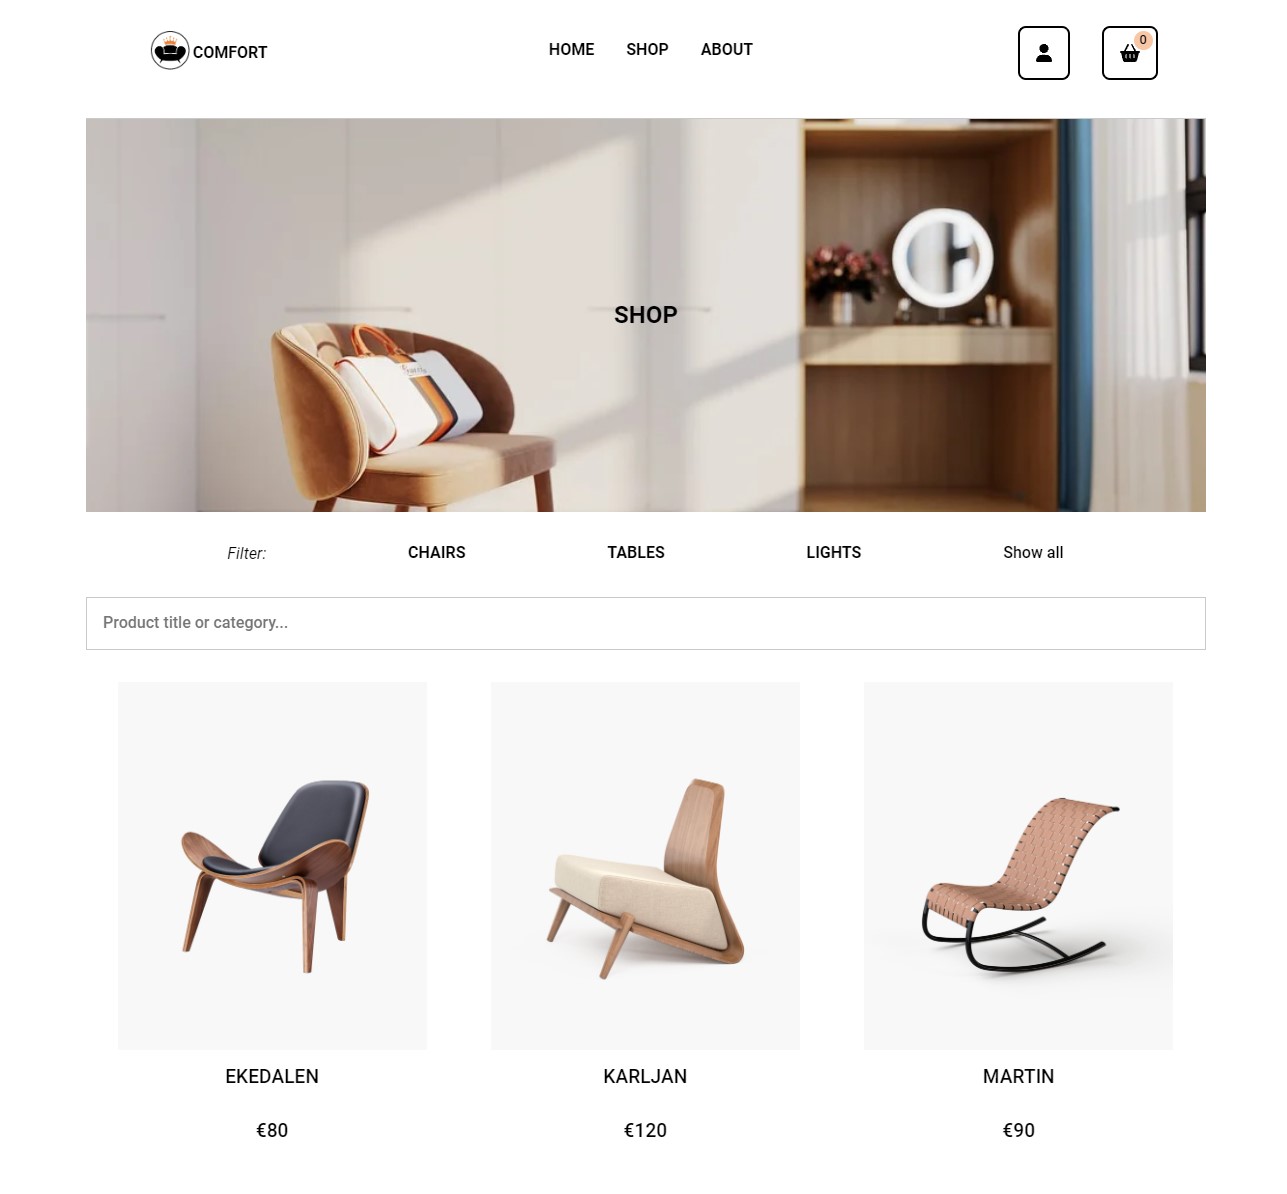 COMFORT
HOME SHOP ABOUT
0
SHOP
Filter: CHAIRS TABLES LIGHTS Show all
Product title or category...
EKEDALEN KARLJAN MARTIN
€80 €120 €90